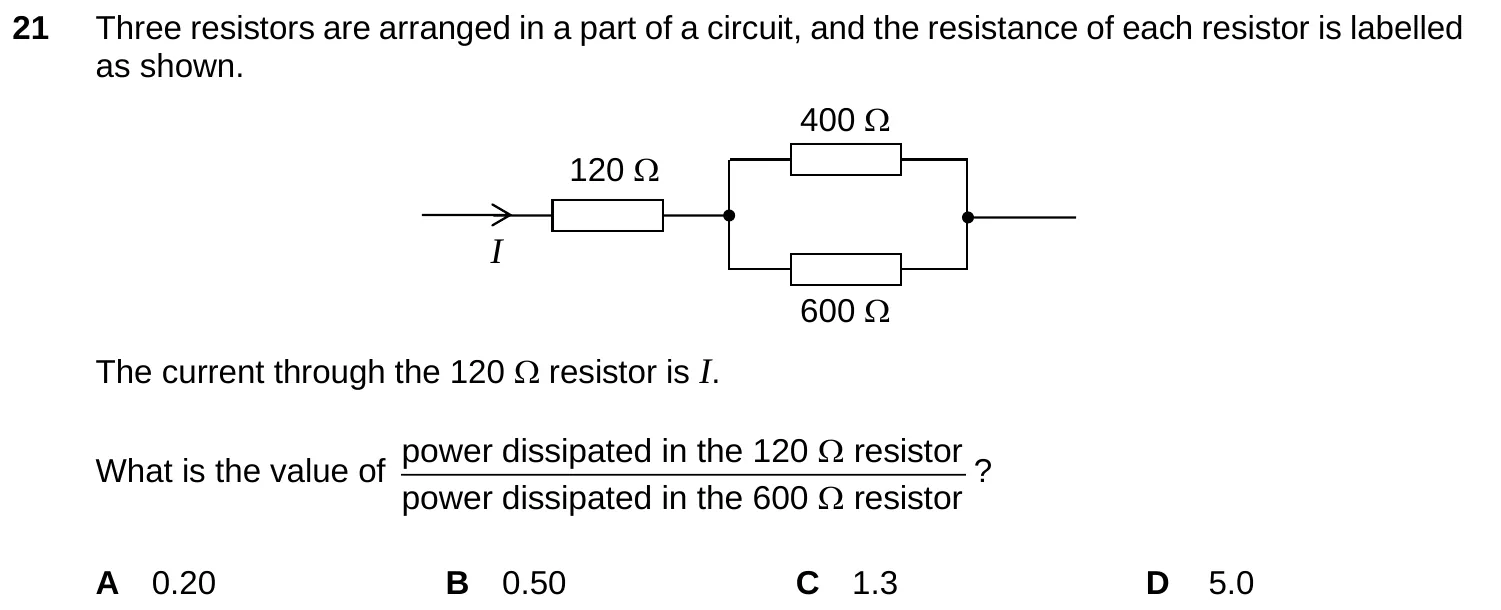 21 Three resistors are arranged in a part of a circuit, and the resistance of each resistor is labelled
as shown.
400 Ω
120 Ω
I
600 Ω
The current through the 120 Ω resistor is I.
power dissipated in the 120 Ω resistor
What is the value of ?
power dissipated in the 600 Ω resistor
A 0.20 B 0.50 C 1.3 D 5.0